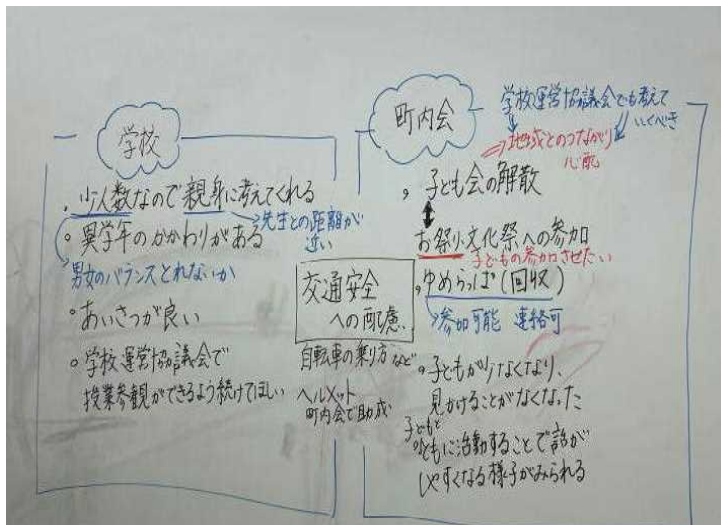 学校
・少人数なので親身に考えてくれる
→先生との距離が
近い
○異学年のかかわりがある
男女のバランスとれないか
○あいさつが良い
○学校運営協議会で
授業参観ができるよう続けてほしい
交通安全
への配慮.
自転車の乗り方 など
ヘルメット
町内会で助成
町内会
学校運営協議会でも考えて
いくべき
⇒地域とのつながり
心配
・子ども会の解散
お祭り・文化祭への参加
子どもの参加させたい
・ゆめらっぱ(回収)
→参加可能 連絡可
○子どもが少なくなり、
見かけることがなくなった
子どもと
○ともに活動することで話が
しやすくなる様子がみられる